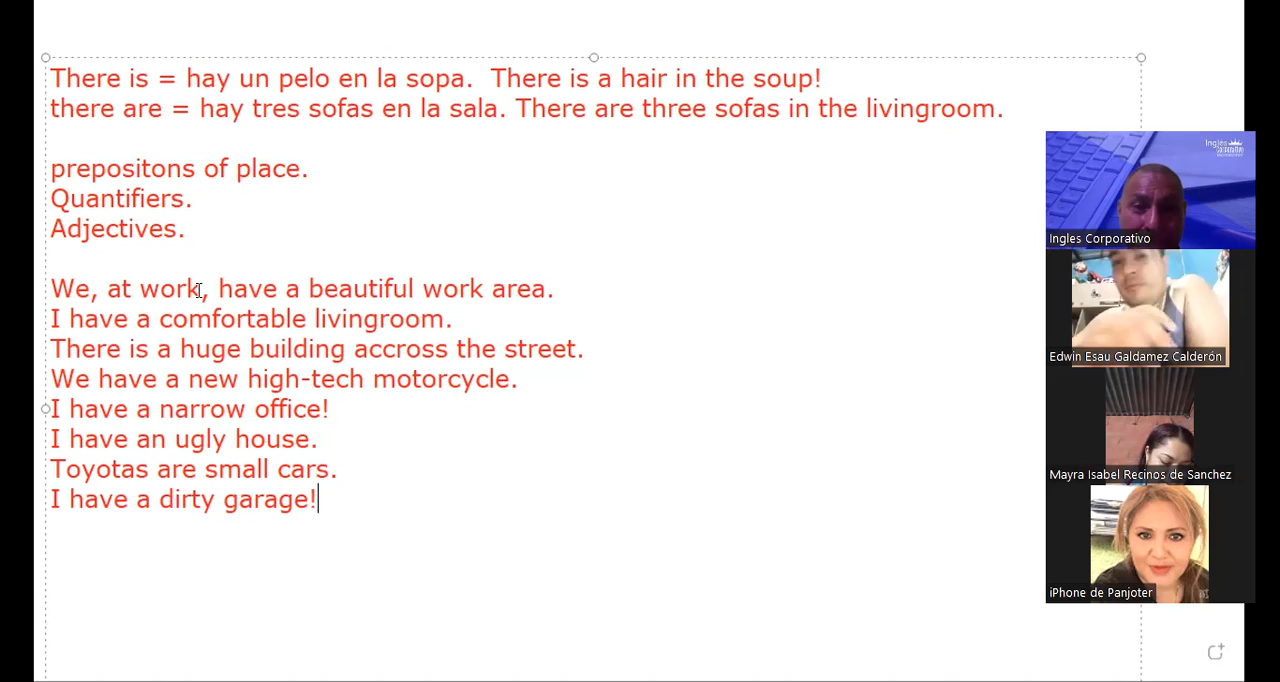 There is = hay un pelo en la sopa.  There is a hair in the soup!
there are = hay tres sofas en la sala. There are three sofas in the livingroom.
prepositons of place.
Quantifiers.
Adjectives.
We, at work, have a beautiful work area.
I have a comfortable livingroom.
There is a huge building accross the street.
We have a new high-tech motorcycle.
I have a narrow office!
I have an ugly house.
Toyotas are small cars.
I have a dirty garage!
Ingles
Corporativo
Ingles Corporativo
Edwin Esau Galdamez Calderón
Mayra Isabel Recinos de Sanchez
iPhone de Panjoter